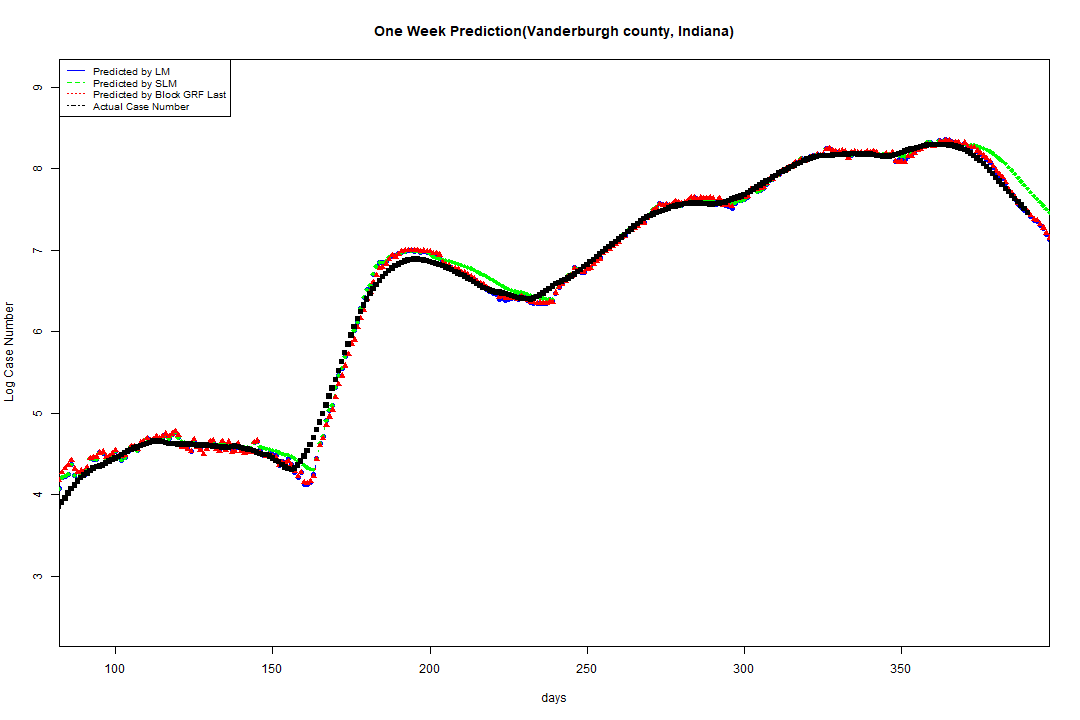 One Week Prediction(Vanderburgh county, Indiana)
Predicted by LM
Predicted by SLM
Predicted by Block GRF Last
Actual Case Number
9
8
7
6
5
4
3
Log Case Number
100 150 200 250 300 350
days